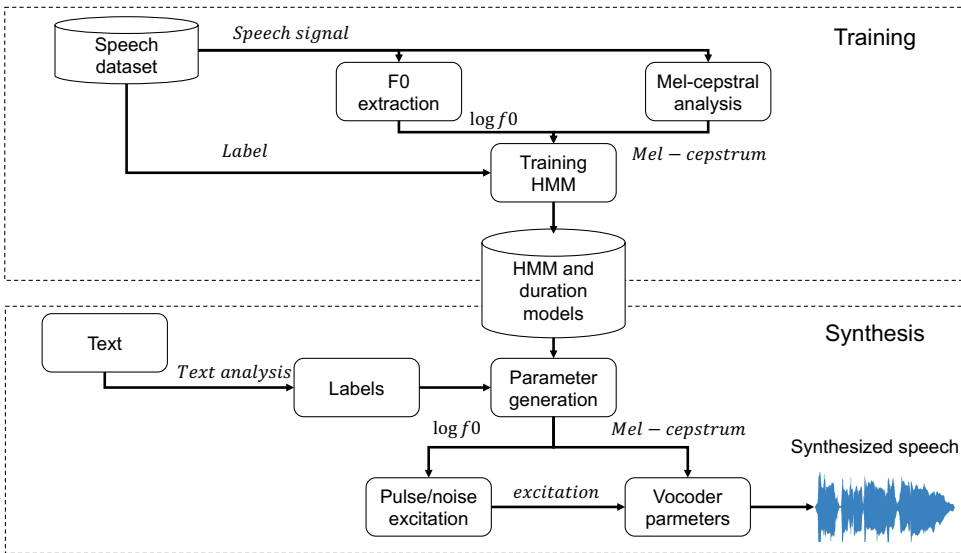 Speech signal
Training
Speech
dataset
F0
extraction
Mel-cepstral
analysis
log f0
Label
Mel − cepstrum
Training
HMM
HMM and
duration
models
Synthesis
Text
Text analysis
Labels
Parameter
generation
log f0
Mel − cepstrum
Synthesized speech
Pulse/noise
excitation
excitation
Vocoder
parmeters